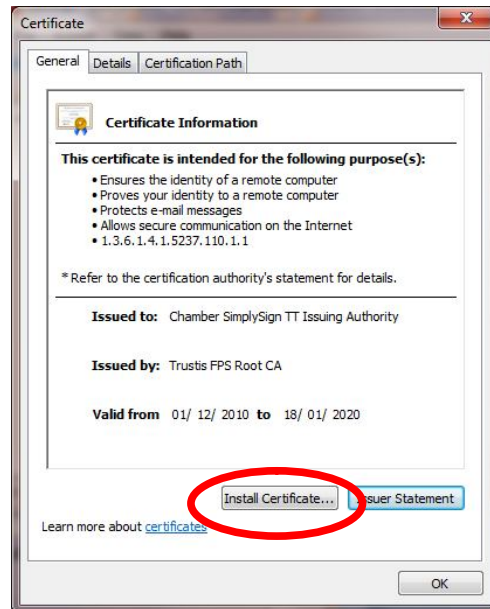 Certificate
General Details Certification Path
Certificate Information
This certificate is intended for the following purpose(s):
• Ensures the identity of a remote computer
• Proves your identity to a remote computer
• Protects e-mail messages
• Allows secure communication on the Internet
• 1.3.6.1.4.1.5237.110.1.1
* Refer to the certification authority's statement for details.
Issued to: Chamber SimplySign TT Issuing Authority
Issued by: Trustis FPS Root CA
Valid from 01/ 12/ 2010 to 18/ 01/ 2020
Install Certificate... Issuer Statement
Learn more about certificates
OK